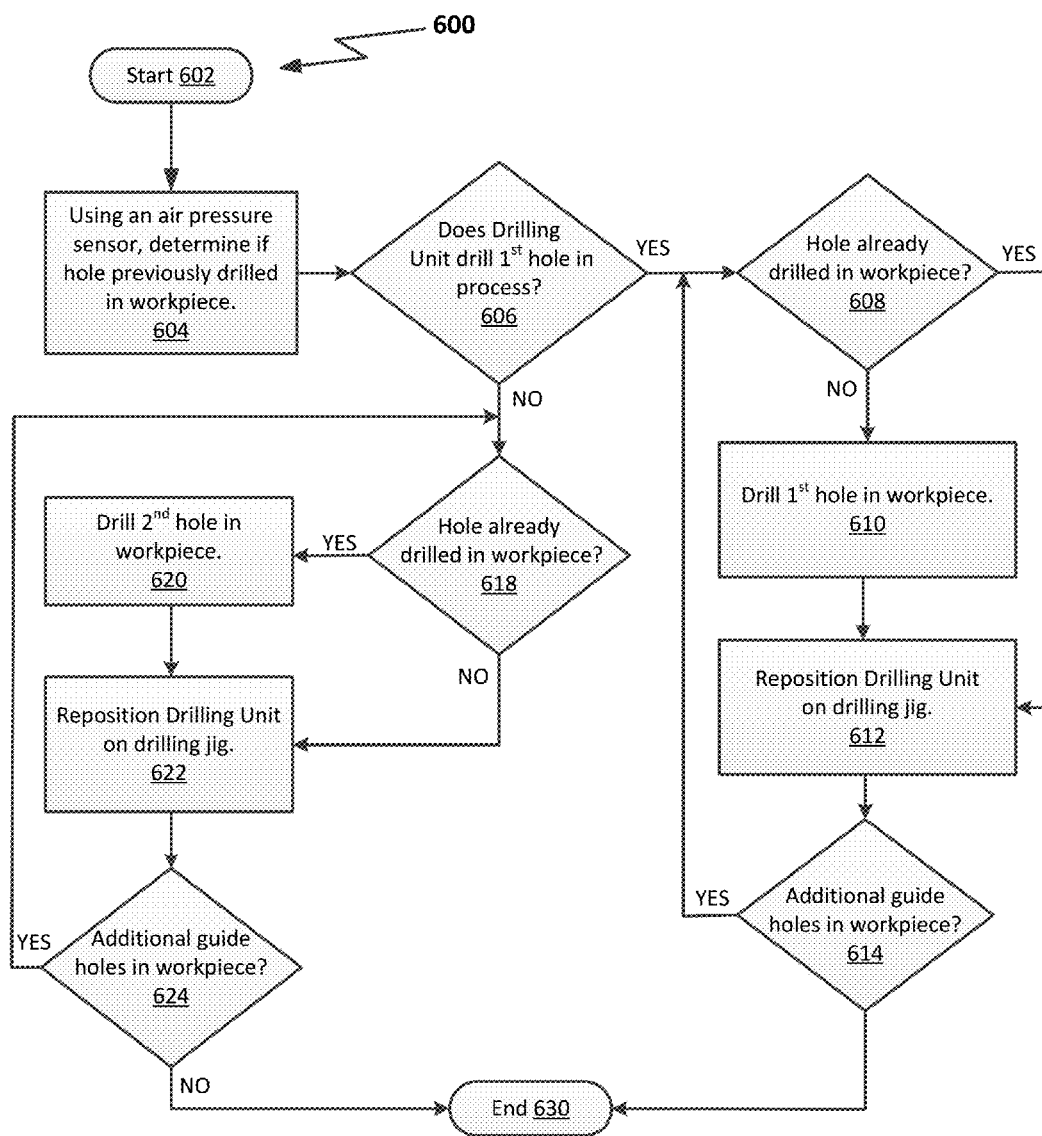 600
Start 602
Using an air pressure
sensor, determine if
hole previously drilled
in workpiece.
604
Does Drilling
Unit drill 1st hole in
process?
606
YES
NO
Hole already
drilled in workpiece?
608
YES
NO
Drill 1st hole in workpiece.
610
Reposition Drilling Unit
on drilling jig.
612
Additional guide
holes in workpiece?
614
YES
Hole already
drilled in workpiece?
618
YES
NO
Drill 2nd hole in
workpiece.
620
Reposition Drilling Unit
on drilling jig.
622
Additional guide
holes in workpiece?
624
YES
NO
End 630